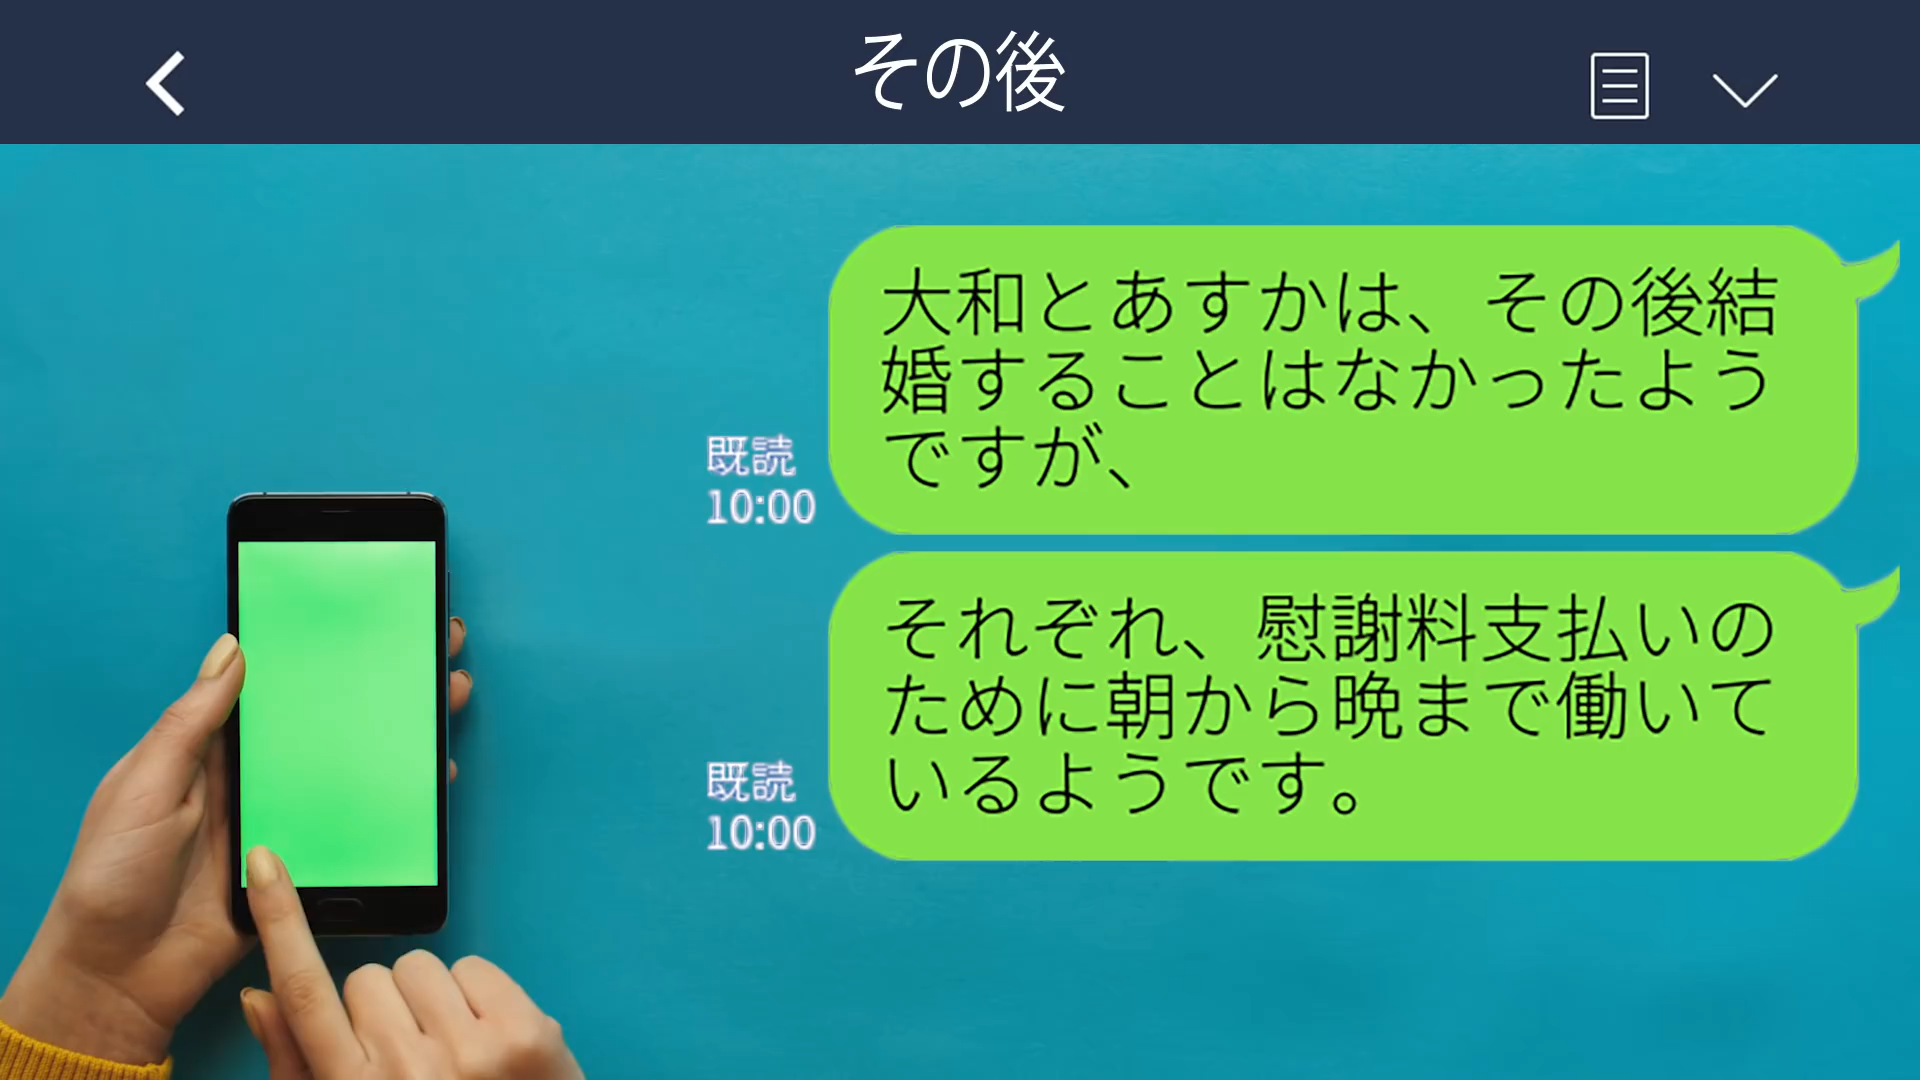 その後
大和とあすかは、その後結
婚することはなかったよう
ですが、
既読
10:00
それぞれ、慰謝料支払いの
ために朝から晩まで働いて
いるようです。
既読
10:00